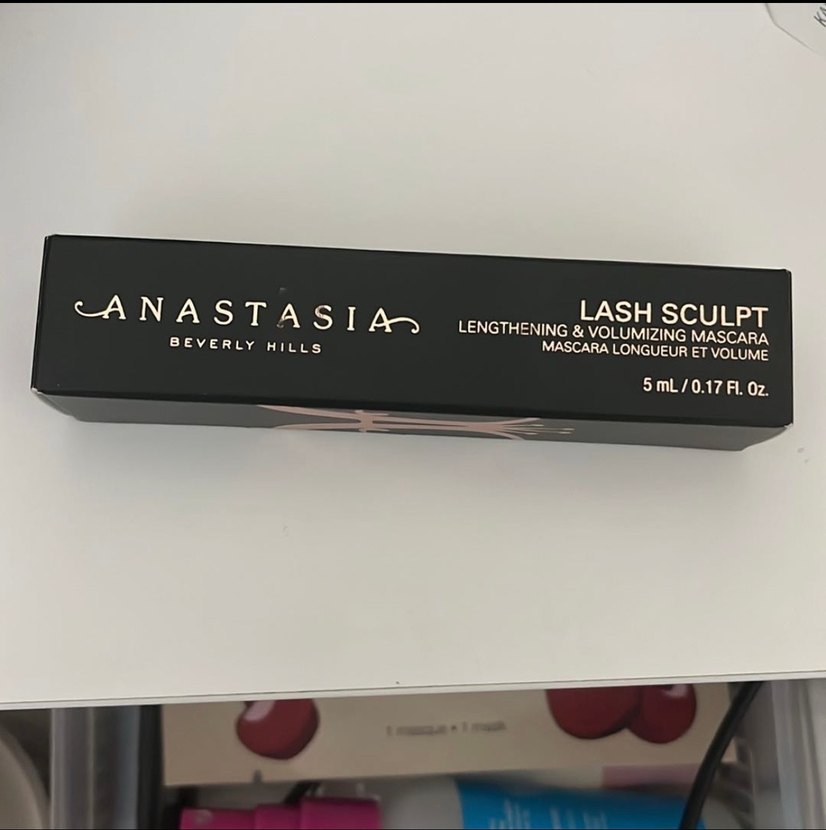 ANASTASIA
BEVERLY HILLS
LASH SCULPT
LENGTHENING & VOLUMIZING MASCARA
MASCARA LONGUEUR ET VOLUME
5 mL / 0.17 Fl. Oz.
1 masque • 1 mask